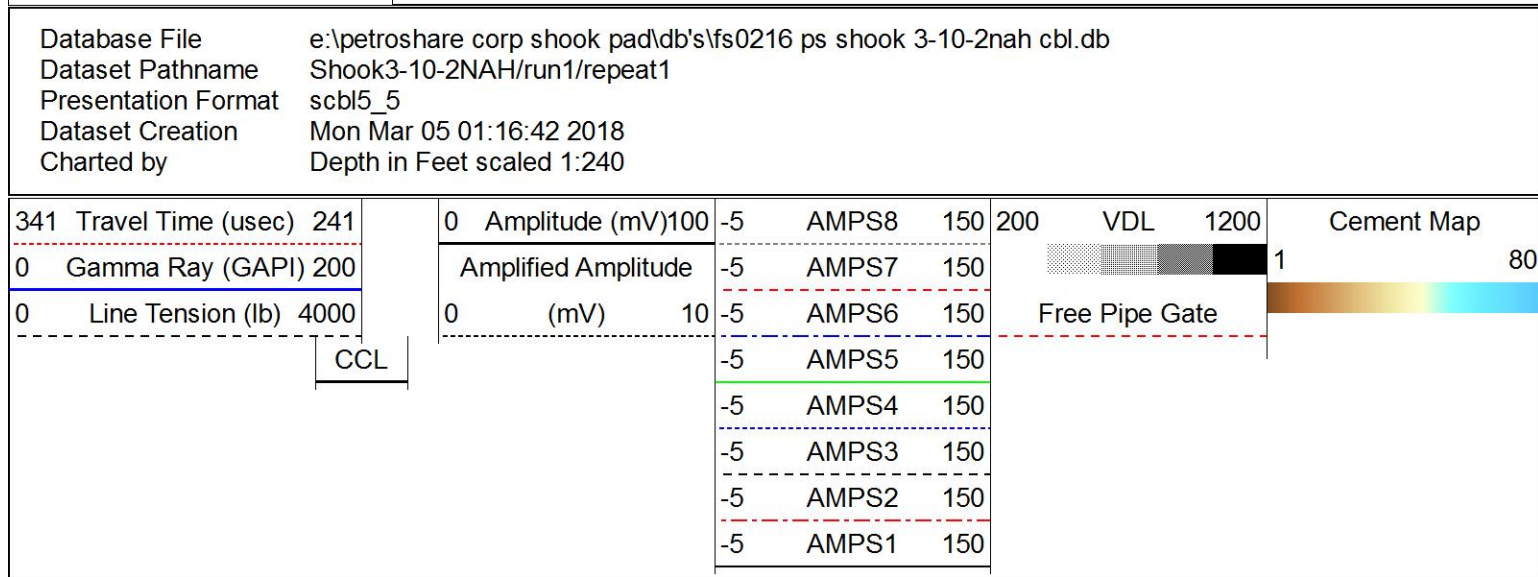 Database File e:\petroshare corp shook pad\db's\fs0216 ps shook 3-10-2nah cbl.db
Dataset Pathname Shook3-10-2NAH/run1/repeat1
Presentation Format scbl5_5
Dataset Creation Mon Mar 05 01:16:42 2018
Charted by Depth in Feet scaled 1:240
341 Travel Time (usec) 241
0 Gamma Ray (GAPI) 200
0 Line Tension (lb) 4000
CCL
0 Amplitude (mV)100
Amplified Amplitude
0 (mV) 10
-5 AMPS8 150
-5 AMPS7 150
-5 AMPS6 150
-5 AMPS5 150
-5 AMPS4 150
-5 AMPS3 150
-5 AMPS2 150
-5 AMPS1 150
200 VDL 1200
Free Pipe Gate
Cement Map
1 80